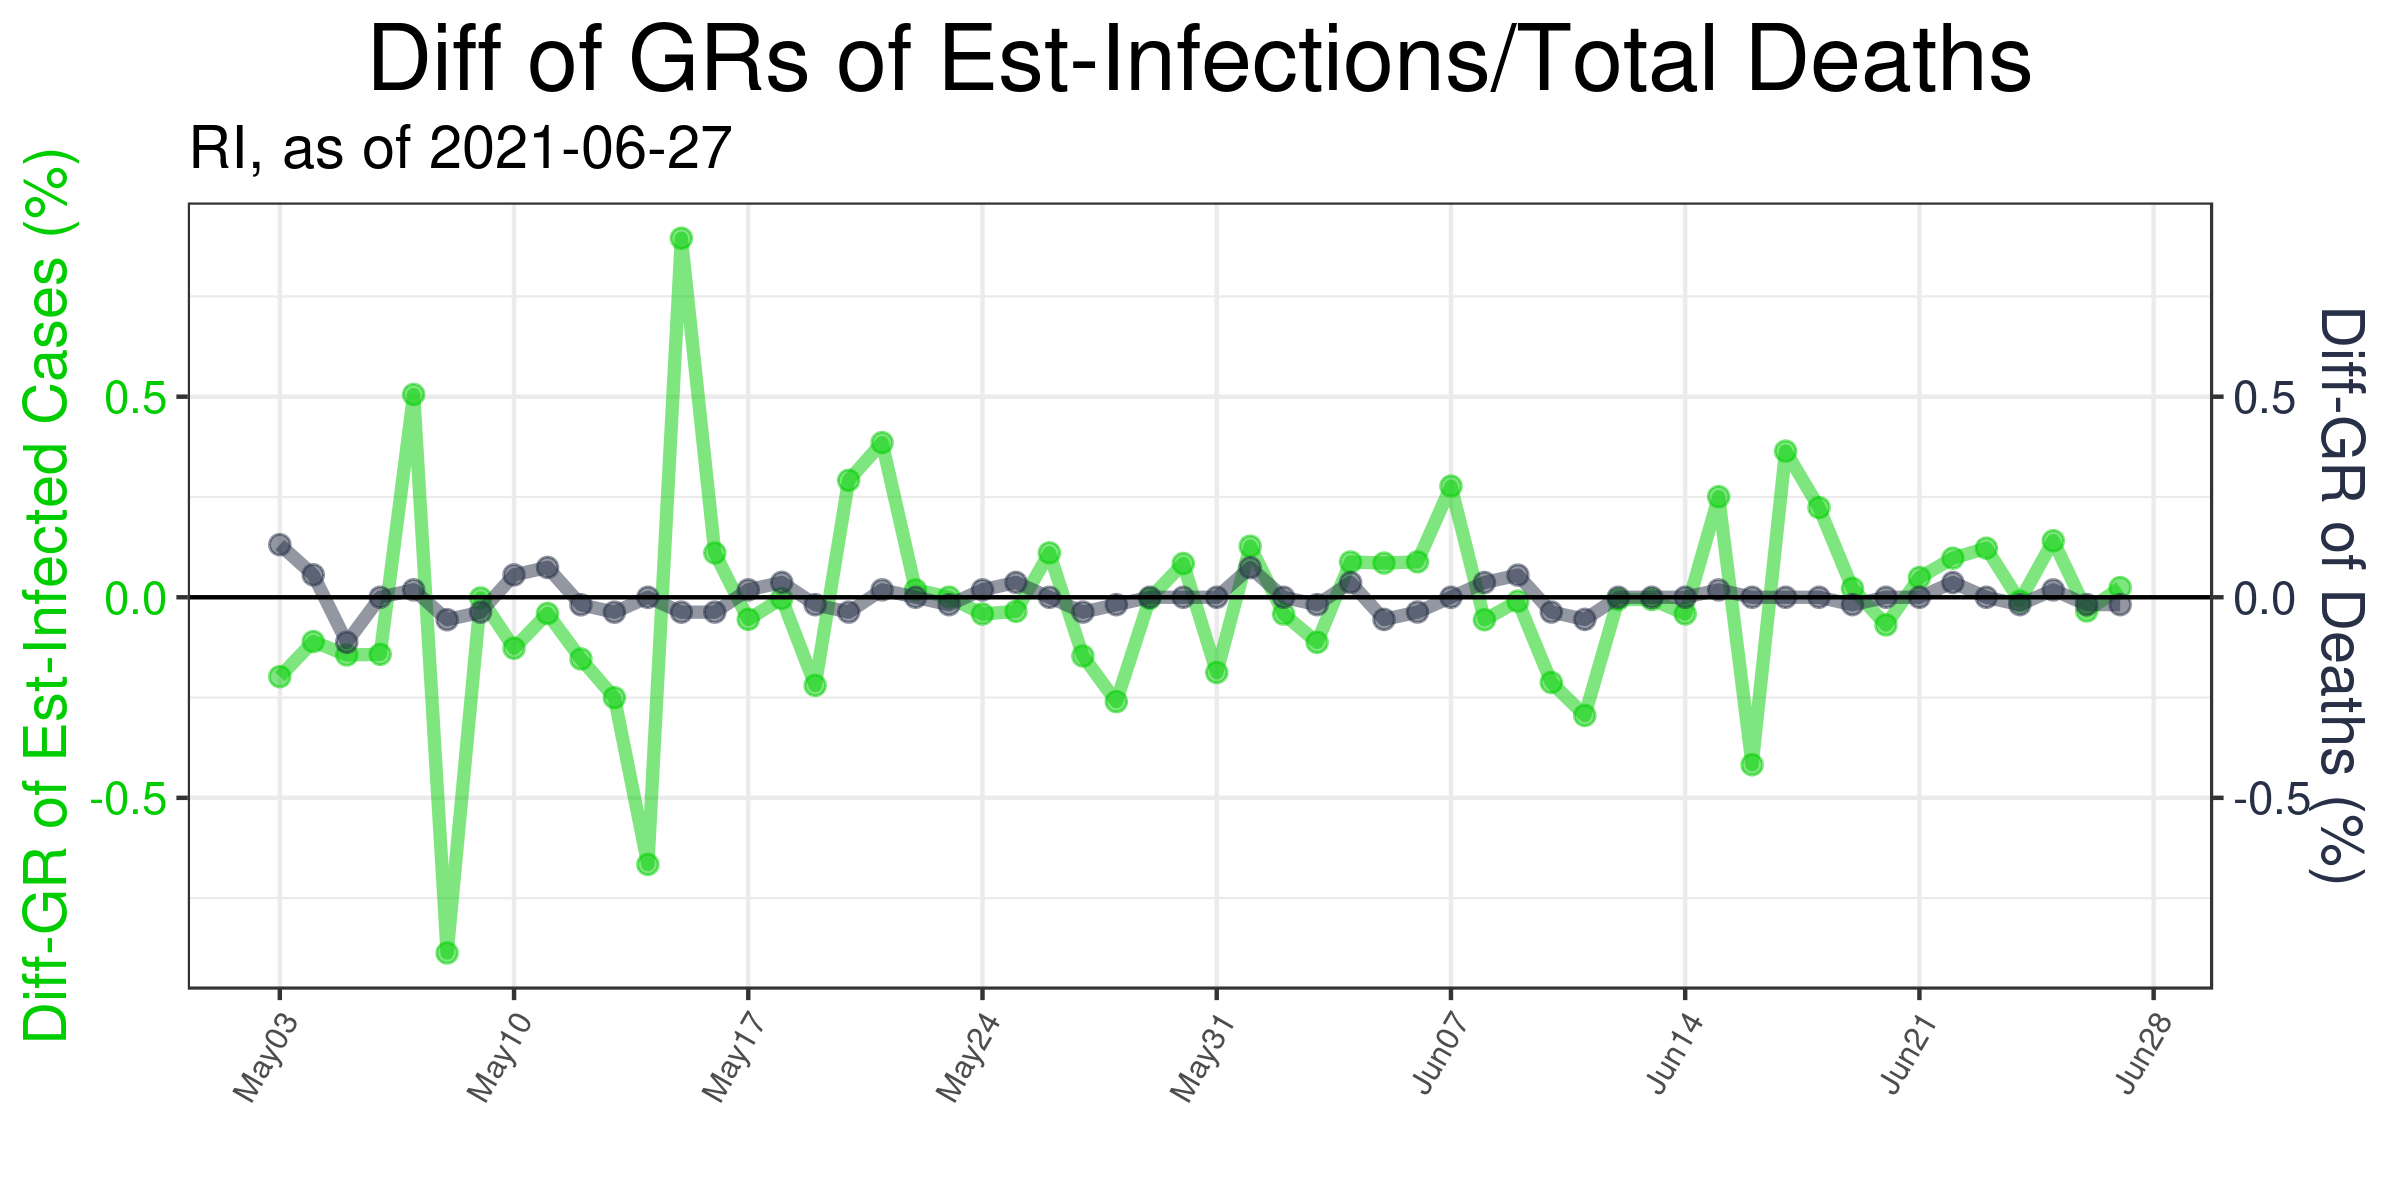 Diff of GRs of Est-Infections/Total Deaths
RI, as of 2021-06-27
Diff-GR of Est-Infected Cases (%)
0.5
0.0
-0.5
0.5
0.0
-0.5
Diff-GR of Deaths (%)
May03
May10
May17
May24
May31
Jun07
Jun14
Jun21
Jun28